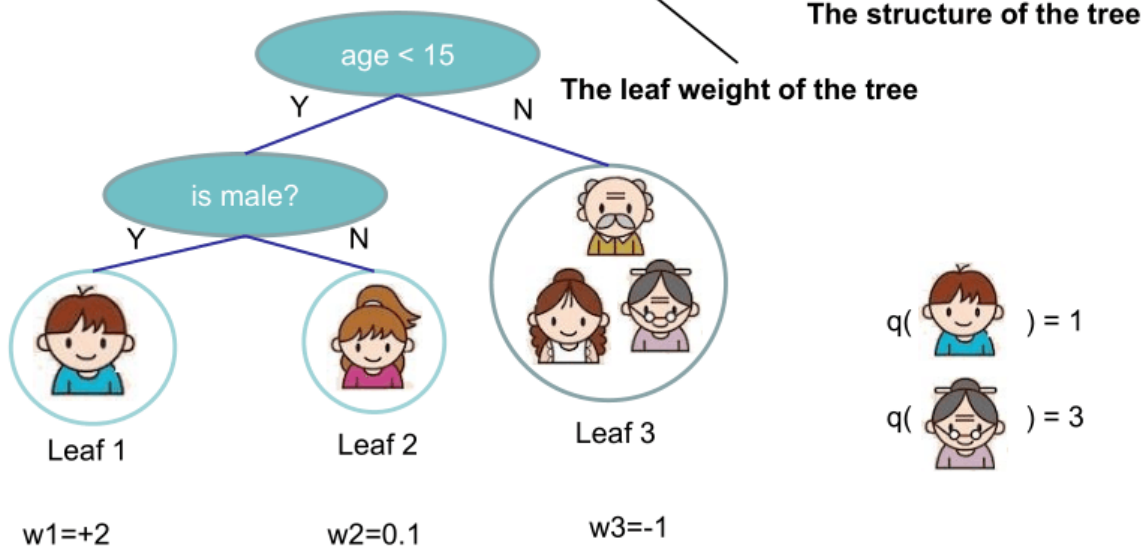 The structure of the tree
age < 15
The leaf weight of the tree
Y
N
is male?
Y
N
q( ) = 1
q( ) = 3
Leaf 1
Leaf 2
Leaf 3
w1=+2
w2=0.1
w3=-1